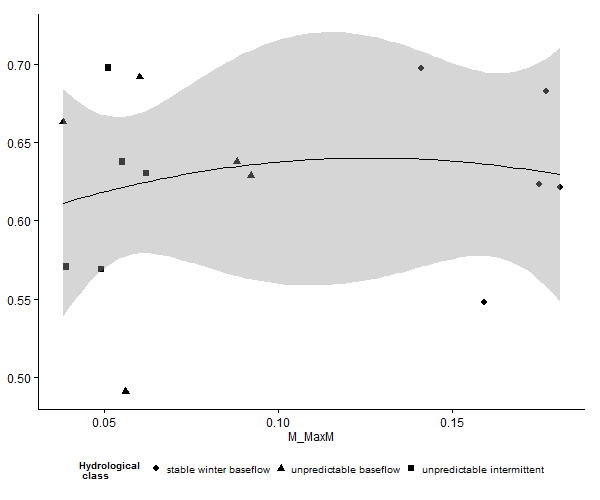 0.70
0.65
0.60
0.55
0.50
0.05 0.10 0.15
M_MaxM
Hydrological
class
stable winter baseflow unpredictable baseflow unpredictable intermittent